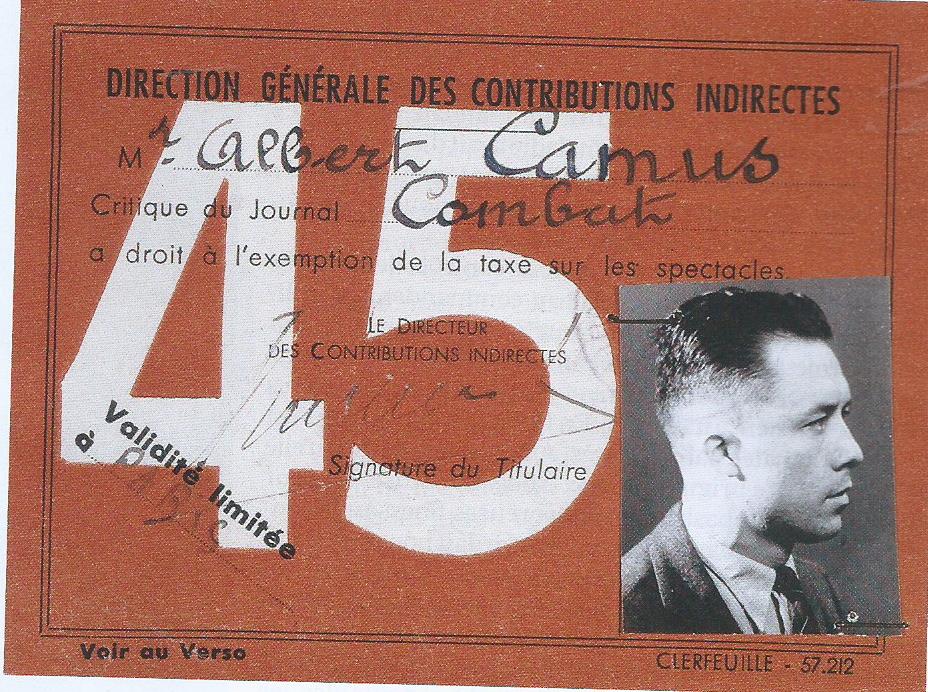 DIRECTION GÉNÉRALE DES CONTRIBUTIONS INDIRECTES
45
Mr. Albert Camus
Critique du Journal Combat
a droit à l'exemption de la taxe sur les spectacles.
LE DIRECTEUR
DES CONTRIBUTIONS INDIRECTES
Signature du Titulaire
Validité limitée
à
Voir au Verso
CLERFEUILLE - 57.212